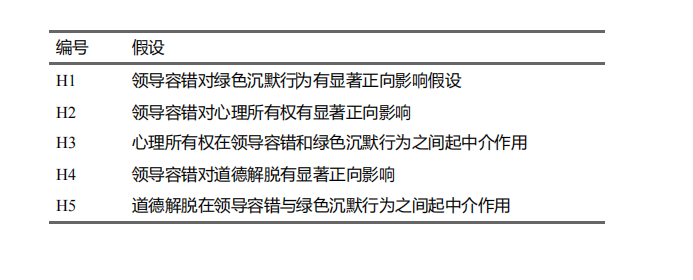 编号 假设
H1 领导容错对绿色沉默行为有显著正向影响假设
H2 领导容错对心理所有权有显著正向影响
H3 心理所有权在领导容错和绿色沉默行为之间起中介作用
H4 领导容错对道德解脱有显著正向影响
H5 道德解脱在领导容错与绿色沉默行为之间起中介作用